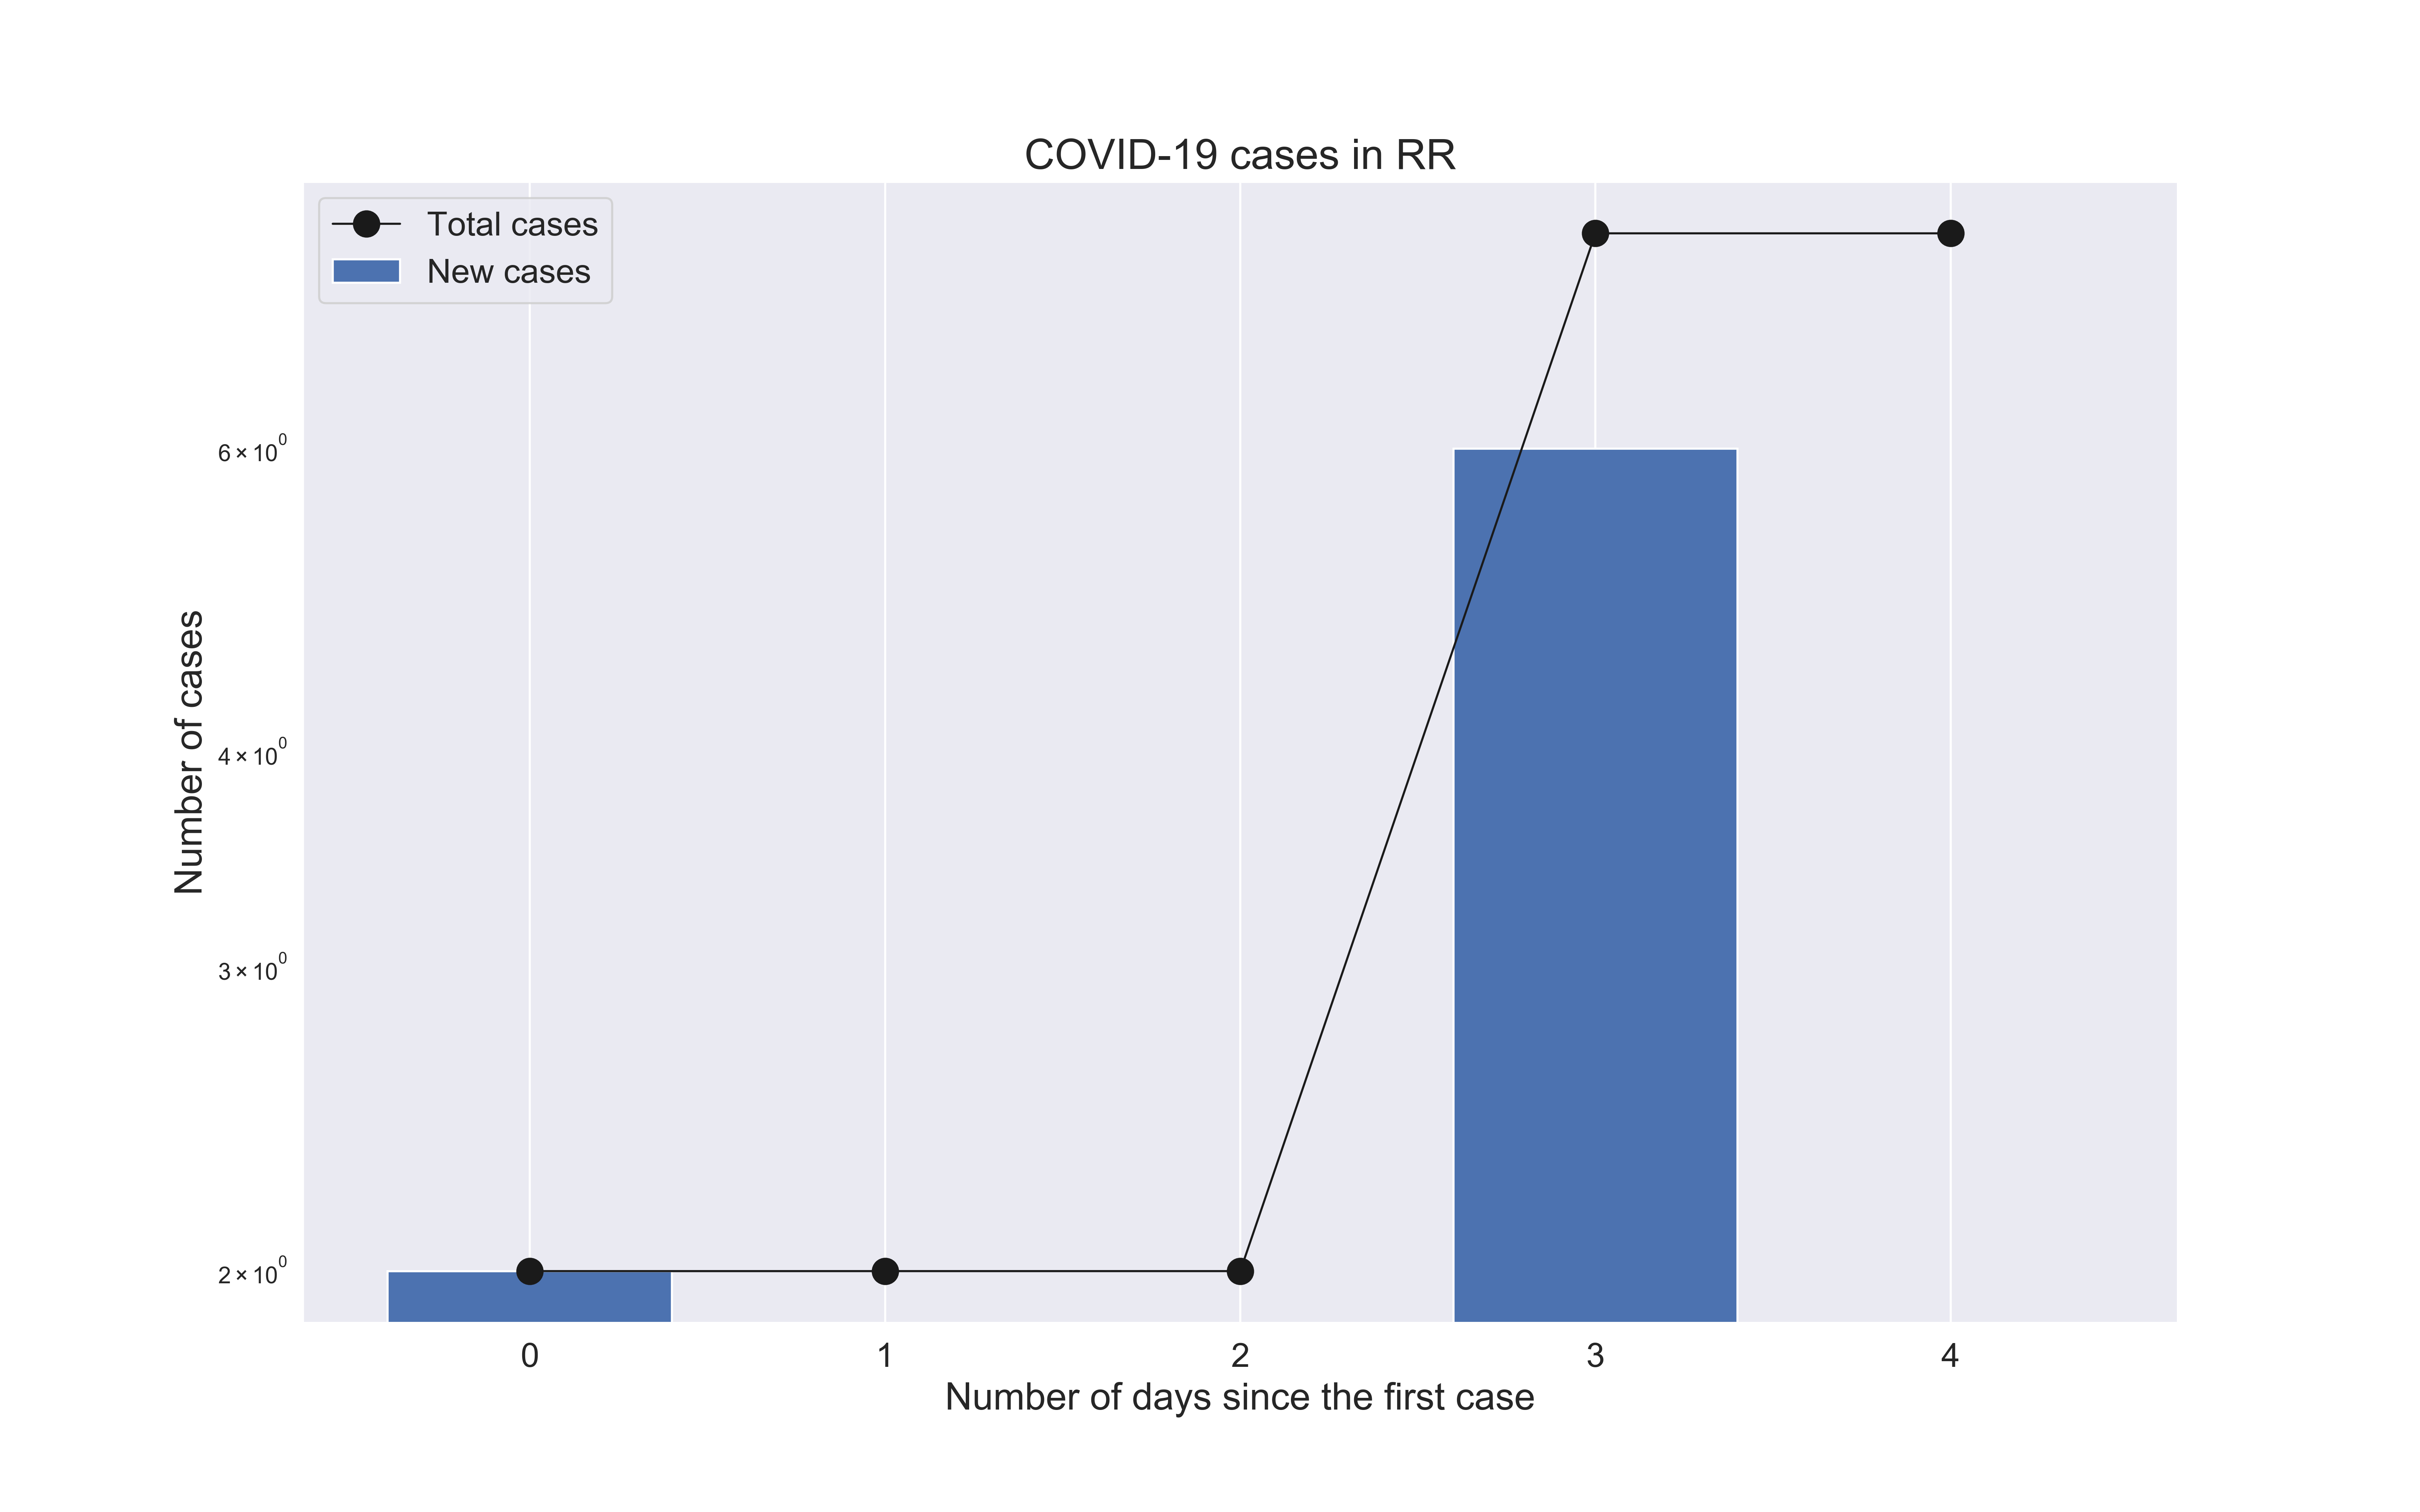 COVID-19 cases in RR
Total cases
New cases
6 × 10⁰
4 × 10⁰
3 × 10⁰
2 × 10⁰
Number of cases
0 1 2 3 4
Number of days since the first case